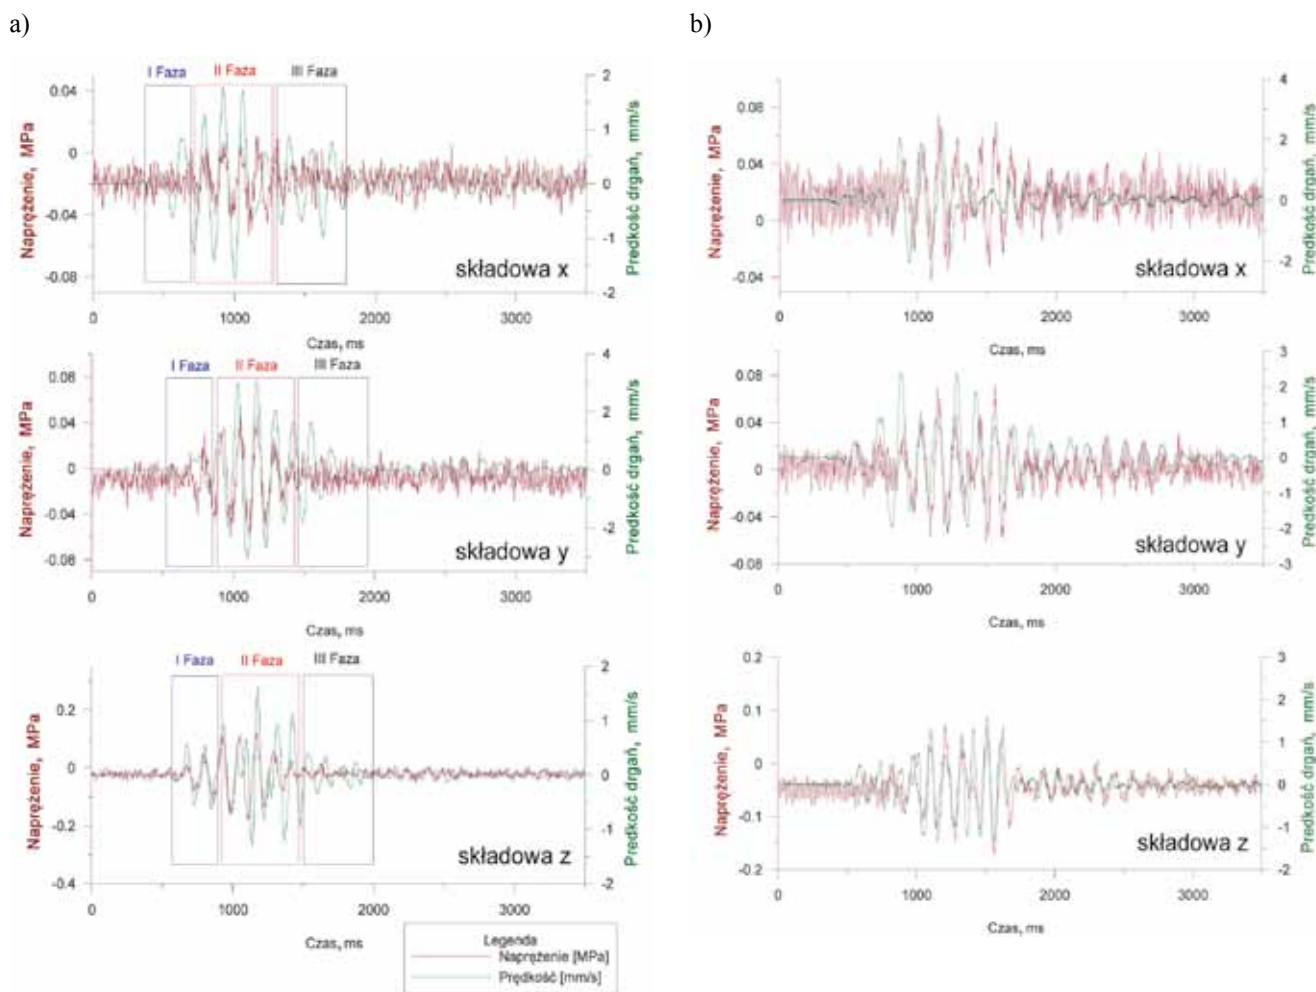 a)
b)
I Faza II Faza III Faza
Naprężenie, MPa
0.04
0
-0.04
-0.08
2
1
0
-1
-2
Predkość drgań, mm/s
składowa x
0 1000 2000 3000
Czas, ms
I Faza II Faza III Faza
Naprężenie, MPa
0.08
0.04
0
-0.04
-0.08
4
2
0
-2
Predkość drgań, mm/s
składowa y
0 1000 2000 3000
Czas, ms
I Faza II Faza III Faza
Naprężenie, MPa
0.2
0
-0.2
-0.4
2
1
0
-1
-2
Predkość drgań, mm/s
składowa z
0 1000 2000 3000
Czas, ms
Legenda
Naprężenie [MPa]
Prędkość [mm/s]
Naprężenie, MPa
0.08
0.04
0
-0.04
4
2
0
-2
Predkość drgań, mm/s
składowa x
0 1000 2000 3000
Czas, ms
Naprężenie, MPa
0.08
0.04
0
-0.04
-0.08
3
2
1
0
-1
-2
-3
Predkość drgań, mm/s
składowa y
0 1000 2000 3000
Czas, ms
Naprężenie, MPa
0.2
0.1
0
-0.1
-0.2
3
2
1
0
-1
-2
Predkość drgań, mm/s
składowa z
0 1000 2000 3000
Czas, ms